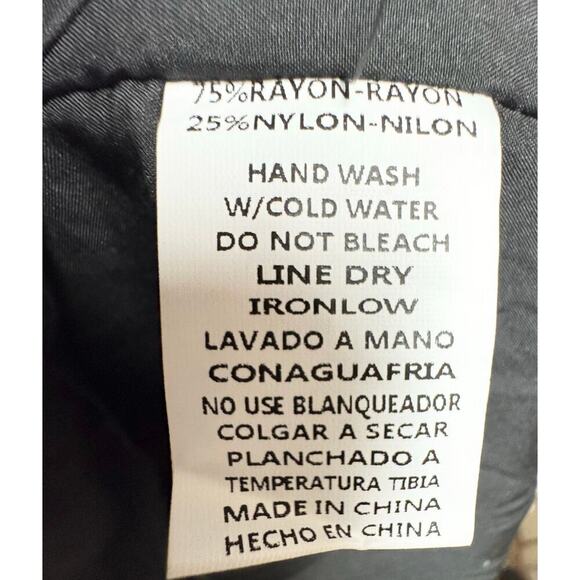 75%RAYON-RAYON
25%NYLON-NILON
HAND WASH
W/COLD WATER
DO NOT BLEACH
LINE DRY
IRONLOW
LAVADO A MANO
CONAGUAFRIA
NO USE BLANQUEADOR
COLGAR A SECAR
PLANCHADO A
TEMPERATURA TIBIA
MADE IN CHINA
HECHO EN CHINA